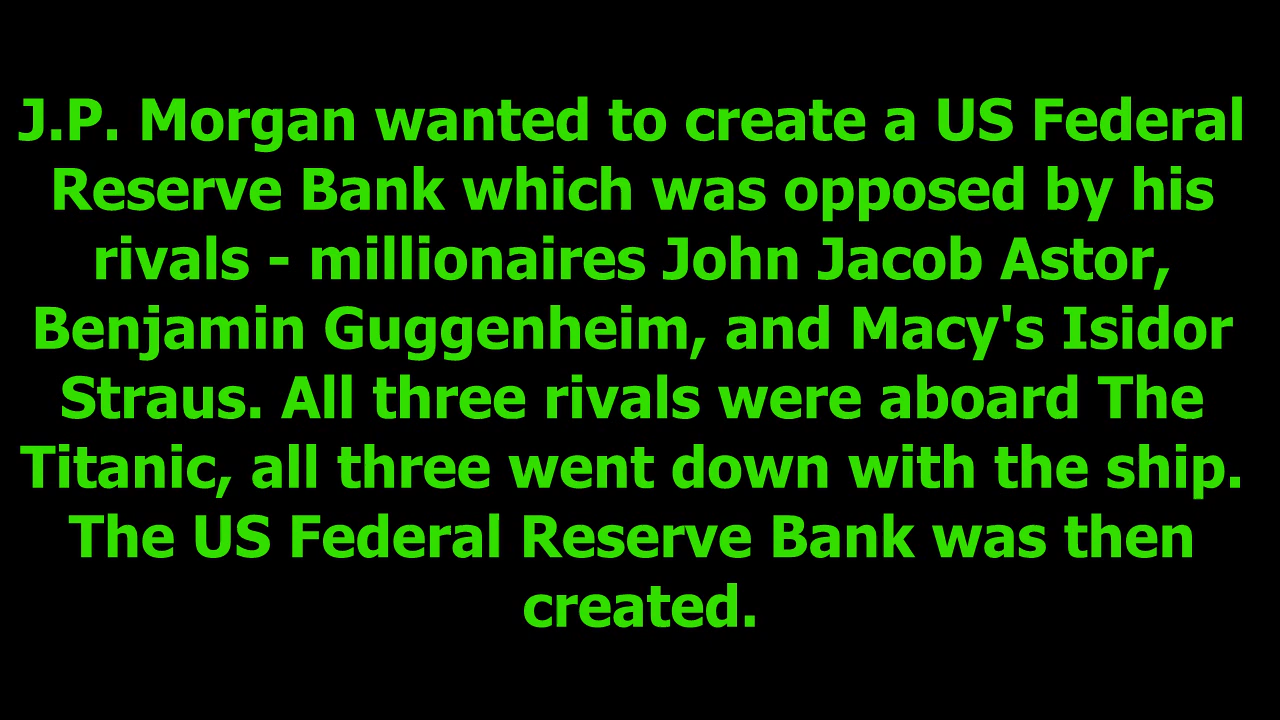 J.P. Morgan wanted to create a US Federal
Reserve Bank which was opposed by his
rivals - millionaires John Jacob Astor,
Benjamin Guggenheim, and Macy's Isidor
Straus. All three rivals were aboard The
Titanic, all three went down with the ship.
The US Federal Reserve Bank was then
created.